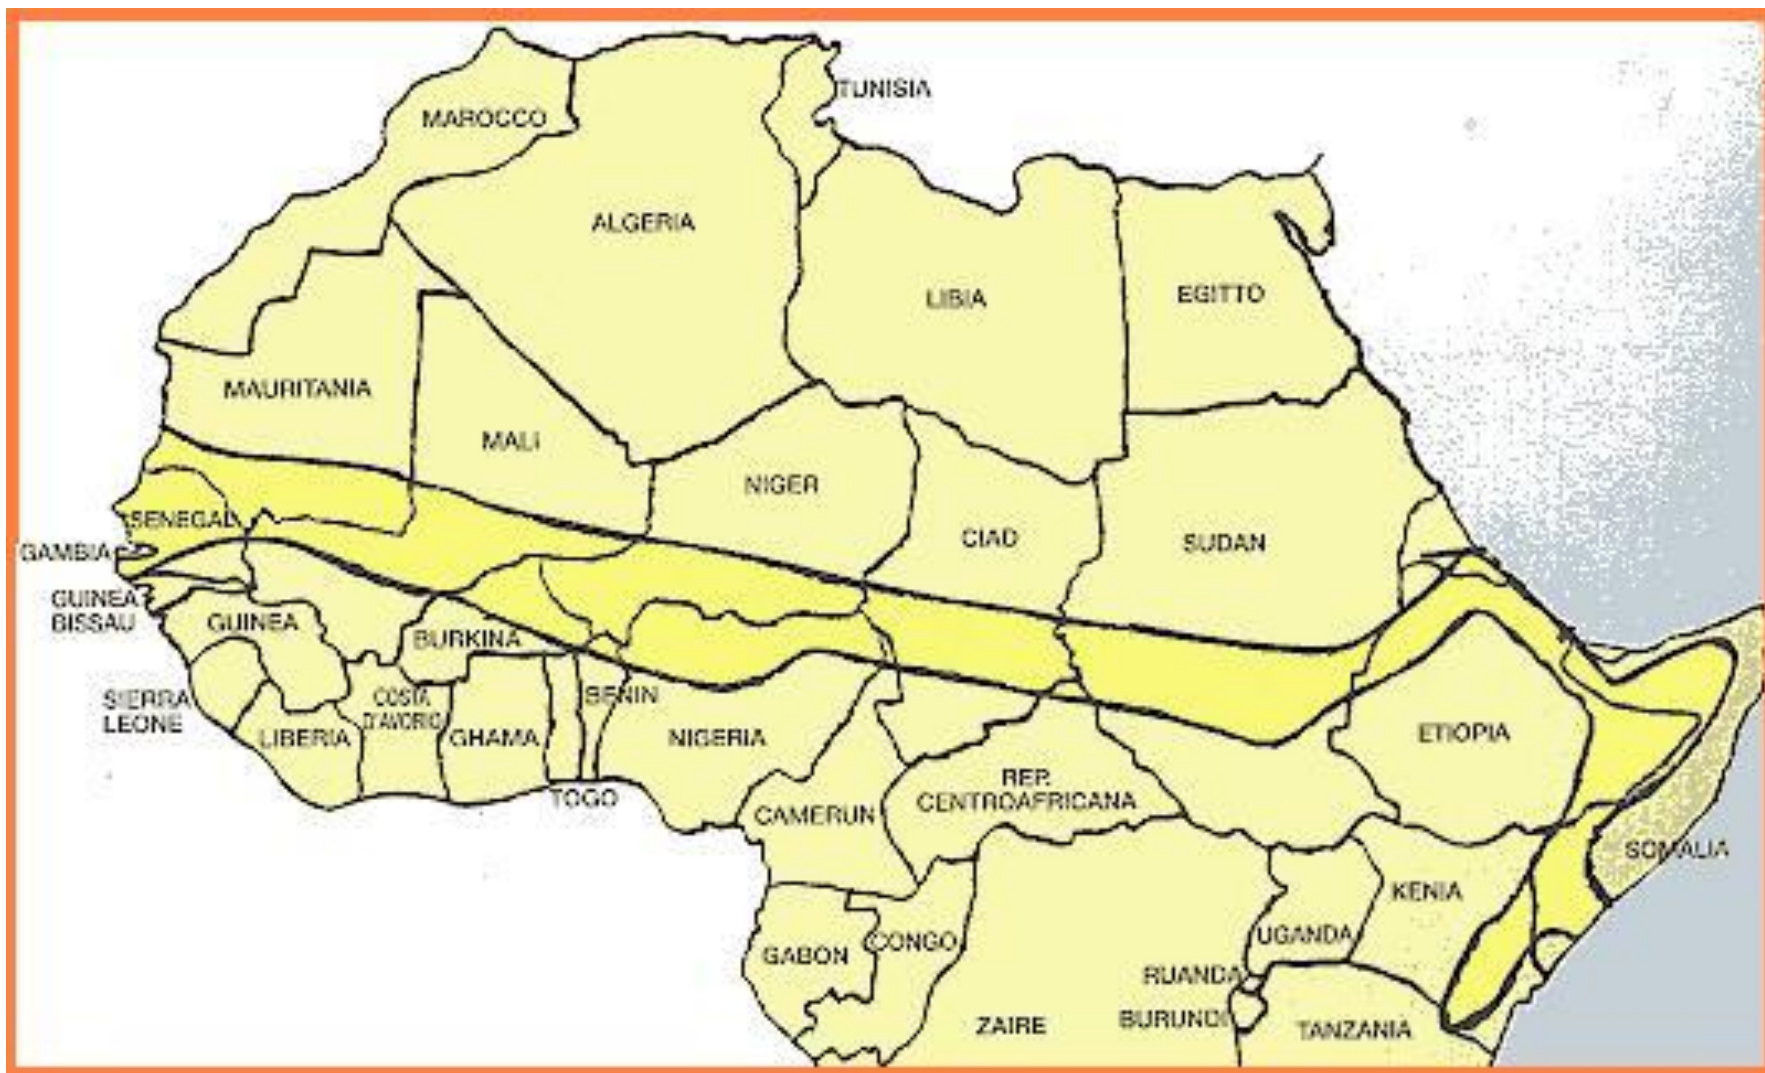 TUNISIA
MAROCCO
ALGERIA
LIBIA
EGITTO
MAURITANIA
MALI
NIGER
SENEGAL
CIAD
SUDAN
GAMBIA
GUINEA
BISSAU
GUINEA
BURKINA
SIERRA
LEONE
COSTA
D'AVORIO
BENIN
LIBERIA
GHAMA
NIGERIA
ETIOPIA
TOGO
CAMERUN
REP.
CENTROAFRICANA
SOMALIA
KENIA
GABON
CONGO
UGANDA
RUANDA
ZAIRE
BURUNDI
TANZANIA